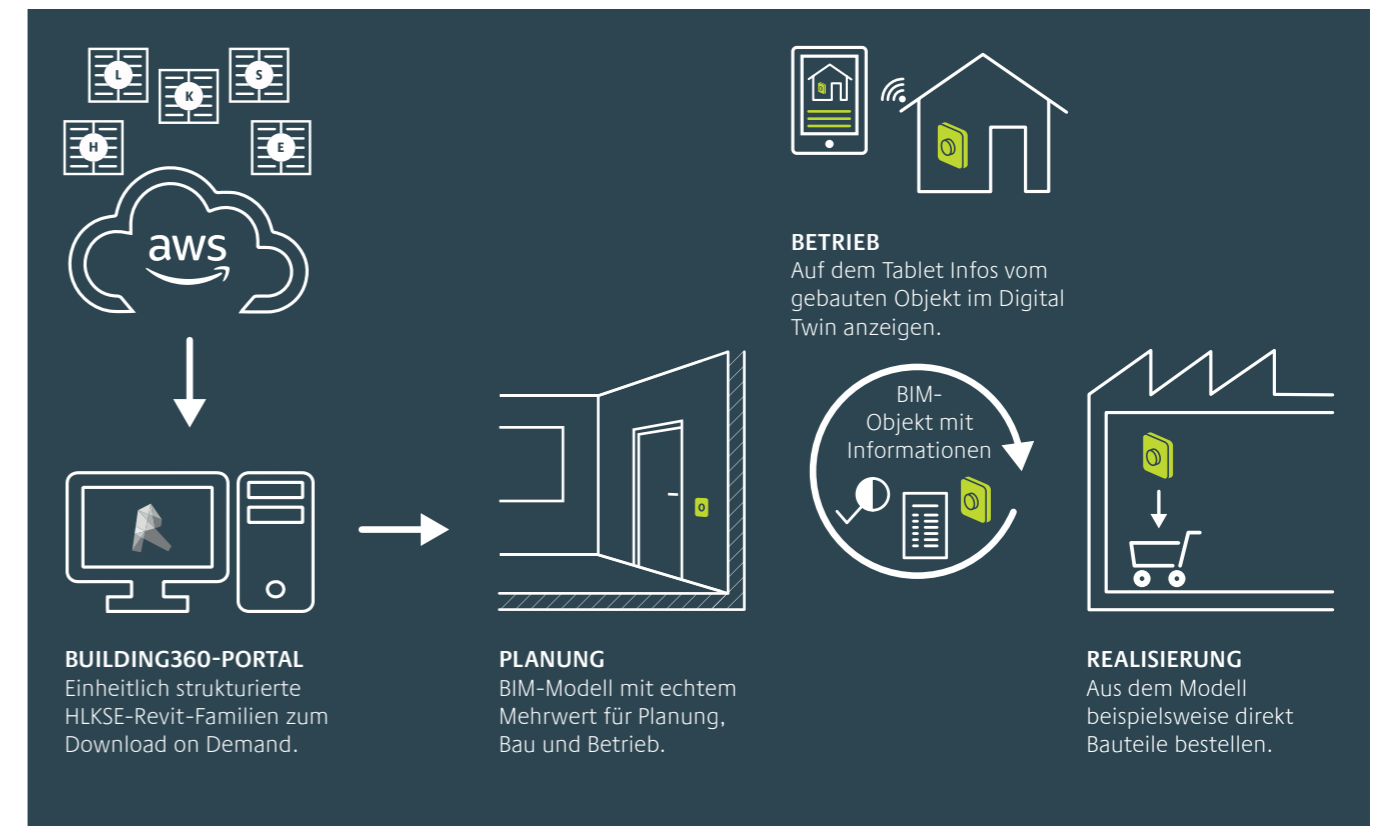 L
K
S
H
E
aws
BUILDING360-PORTAL
Einheitlich strukturierte
HLKSE-Revit-Familien zum
Download on Demand.
PLANUNG
BIM-Modell mit echtem
Mehrwert für Planung,
Bau und Betrieb.
BETRIEB
Auf dem Tablet Infos vom
gebauten Objekt im Digital
Twin anzeigen.
BIM-
Objekt mit
Informationen
REALISIERUNG
Aus dem Modell
beispielsweise direkt
Bauteile bestellen.